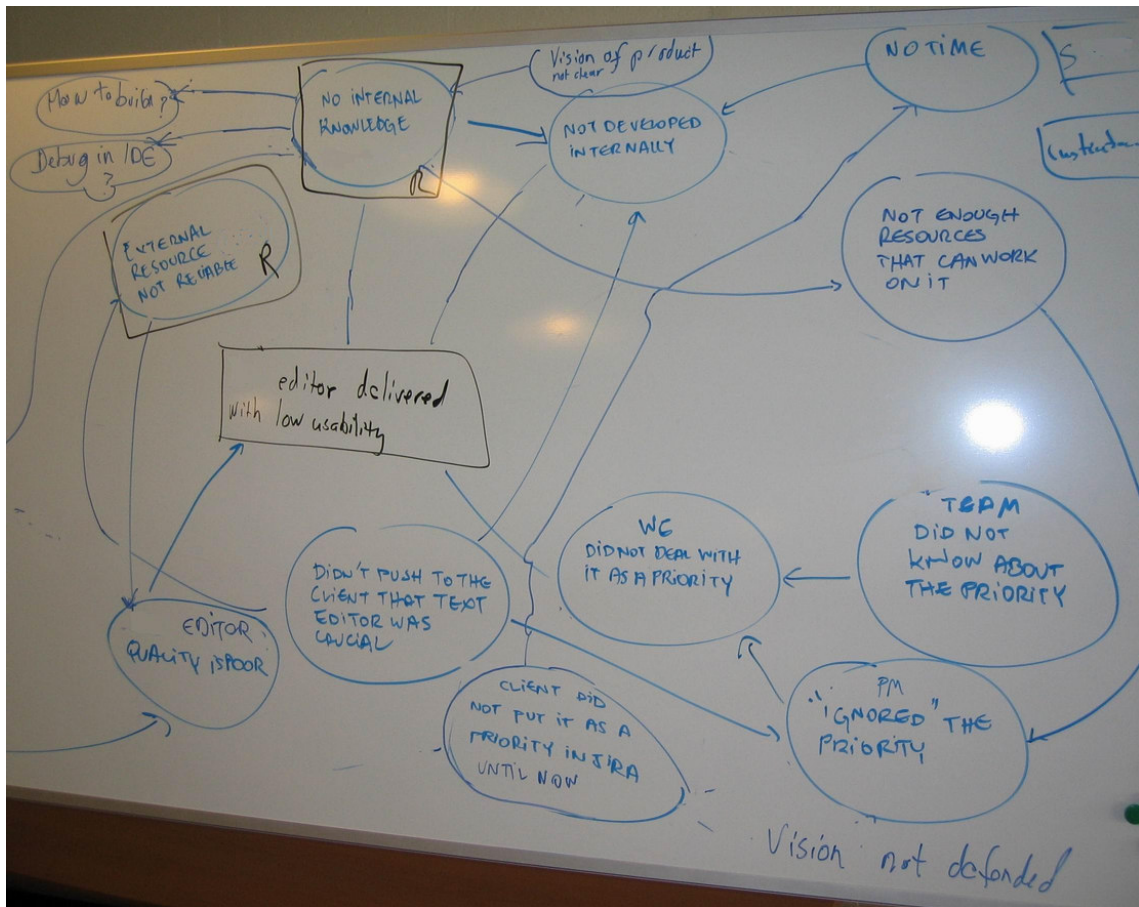 How to build?
Debug in IDE
?
NO INTERNAL
KNOWLEDGE
R
Vision of product
not clear
NOT DEVELOPED
INTERNALLY
NO TIME
S
EXTERNAL
RESOURCE
NOT RELIABLE
R
NOT ENOUGH
RESOURCES
THAT CAN WORK
ON IT
editor delivered
with low usability
WE
DID NOT DEAL WITH
IT AS A PRIORITY
TEAM
DID NOT
KNOW ABOUT
THE PRIORITY
EDITOR
QUALITY IS POOR
DIDN'T PUSH TO THE
CLIENT THAT TEXT
EDITOR WAS
CRUCIAL
CLIENT DID
NOT PUT IT AS A
PRIORITY IN JIRA
UNTIL NOW
PM
"IGNORED" THE
PRIORITY
Vision not defended